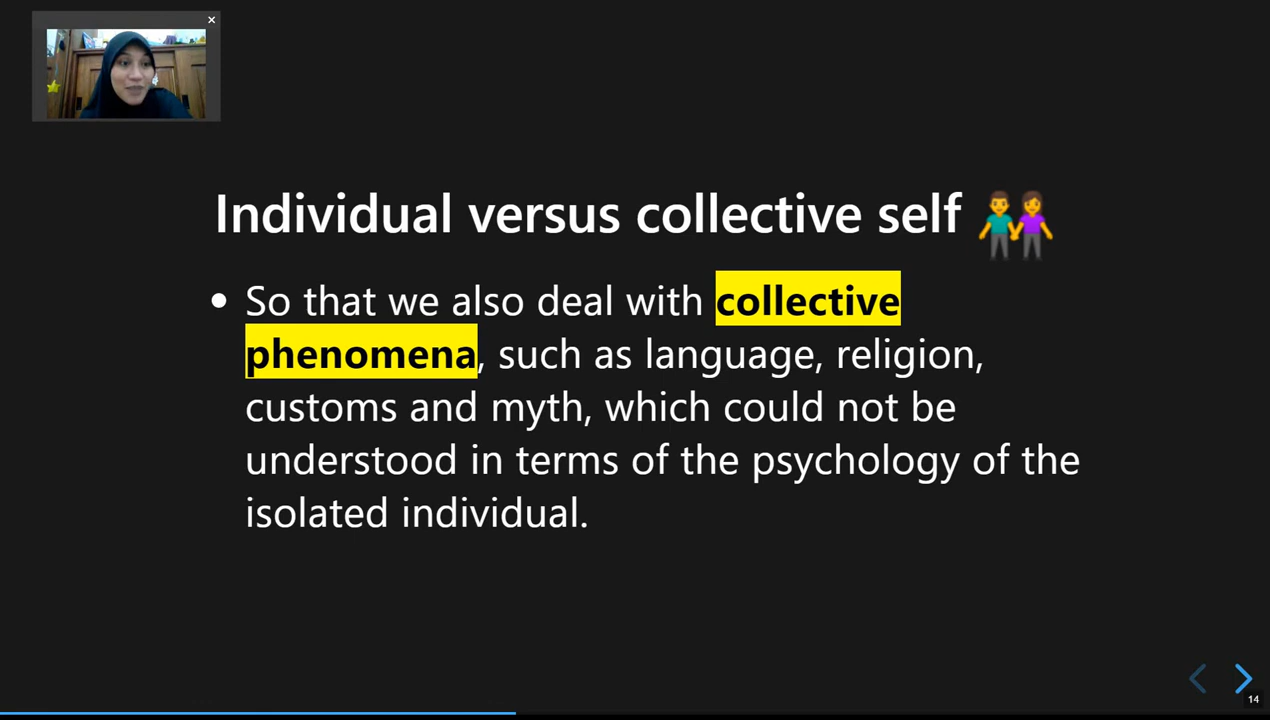 Individual versus collective self
So that we also deal with collective
phenomena, such as language, religion,
customs and myth, which could not be
understood in terms of the psychology of the
isolated individual.
14